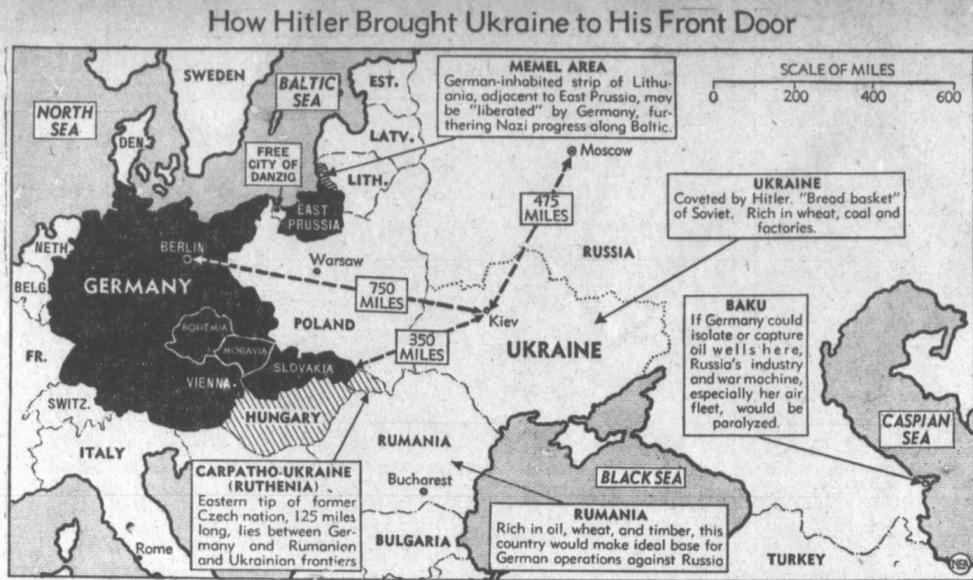 How Hitler Brought Ukraine to His Front Door
SWEDEN
BALTIC
SEA
EST.
MEMEL AREA
German-inhabited strip of Lithu-
ania, adjacent to East Prussia, may
be "liberated" by Germany, fur-
thering Nazi progress along Baltic.
SCALE OF MILES
0 200 400 600
NORTH
SEA
DEN.
LATV.
FREE
CITY OF
DANZIG
LITH.
Moscow
475
MILES
UKRAINE
Coveted by Hitler. "Bread basket"
of Soviet. Rich in wheat, coal and
factories.
EAST
PRUSSIA
NETH.
BERLIN
Warsaw
RUSSIA
BELG.
GERMANY
750
MILES
Kiev
BAKU
If Germany could
isolate or capture
oil wells here,
Russia's industry
and war machine,
especially her air
fleet, would be
paralyzed.
BOHEMIA
POLAND
350
MILES
UKRAINE
FR.
MORAVIA
SLOVAKIA
VIENNA
SWITZ.
HUNGARY
CASPIAN
SEA
ITALY
RUMANIA
CARPATHO-UKRAINE
(RUTHENIA)
Eastern tip of former
Czech nation, 125 miles
long, lies between Ger-
many and Rumanian
and Ukrainian frontiers
Bucharest
BLACK SEA
RUMANIA
Rich in oil, wheat, and timber, this
country would make ideal base for
German operations against Russia
Rome
BULGARIA
TURKEY
NEA